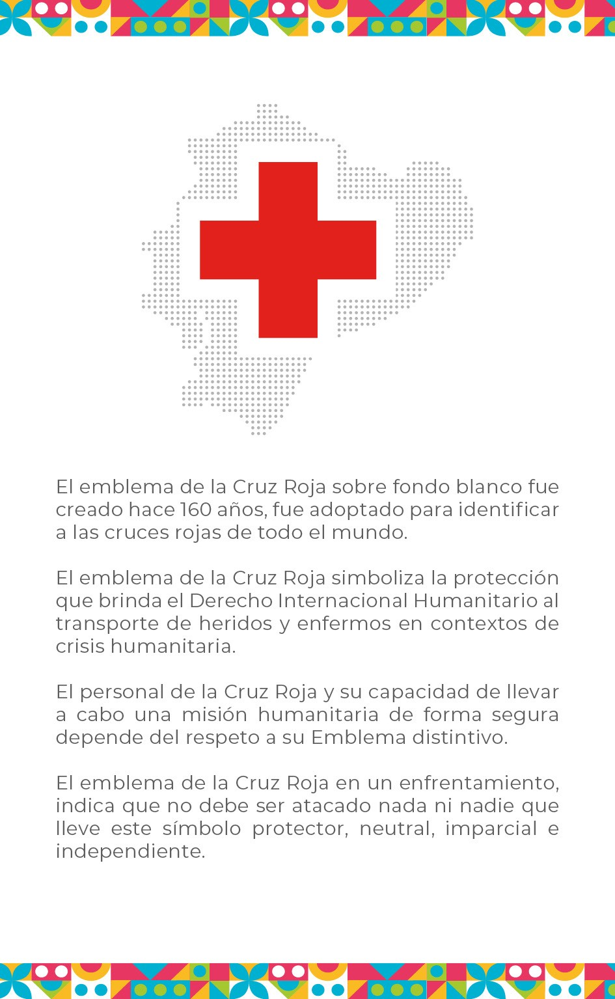 El emblema de la Cruz Roja sobre fondo blanco fue
creado hace 160 años, fue adoptado para identificar
a las cruces rojas de todo el mundo.
El emblema de la Cruz Roja simboliza la protección
que brinda el Derecho Internacional Humanitario al
transporte de heridos y enfermos en contextos de
crisis humanitaria.
El personal de la Cruz Roja y su capacidad de llevar
a cabo una misión humanitaria de forma segura
depende del respeto a su Emblema distintivo.
El emblema de la Cruz Roja en un enfrentamiento,
indica que no debe ser atacado nada ni nadie que
lleve este símbolo protector, neutral, imparcial e
independiente.